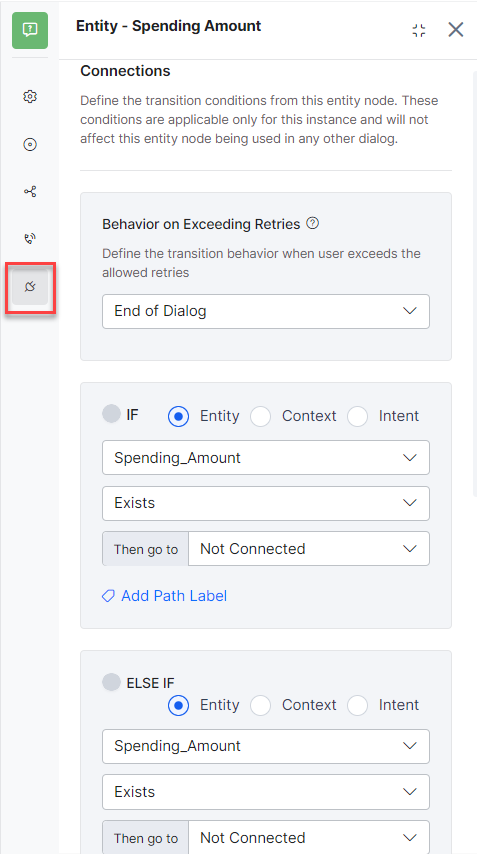 Entity - Spending Amount
Connections
Define the transition conditions from this entity node. These
conditions are applicable only for this instance and will not
affect this entity node being used in any other dialog.
Behavior on Exceeding Retries
Define the transition behavior when user exceeds the
allowed retries
End of Dialog
IF Entity Context Intent
Spending_Amount
Exists
Then go to Not Connected
Add Path Label
ELSE IF
Entity Context Intent
Spending_Amount
Exists
Then go to Not Connected